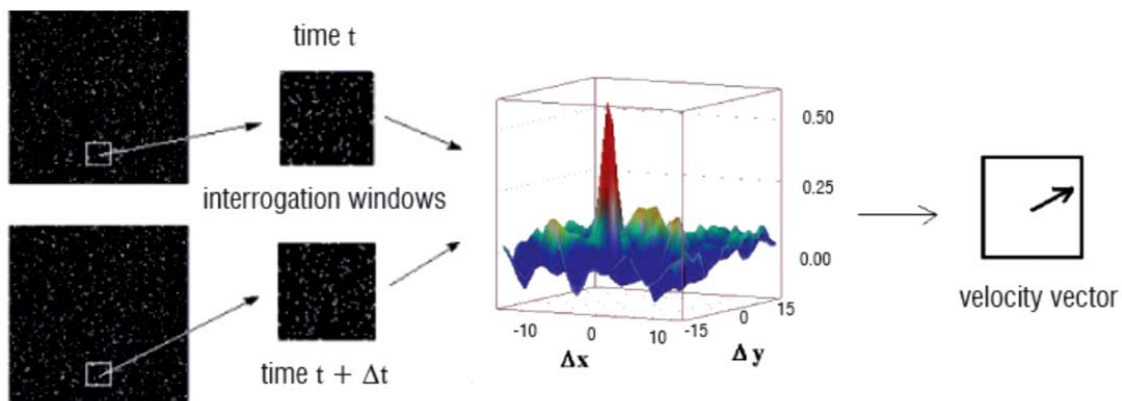 time t
interrogation windows
time t + Δt
0.50
0.25
0.00
-10
0
10
-15
0
15
Δx
Δy
velocity vector